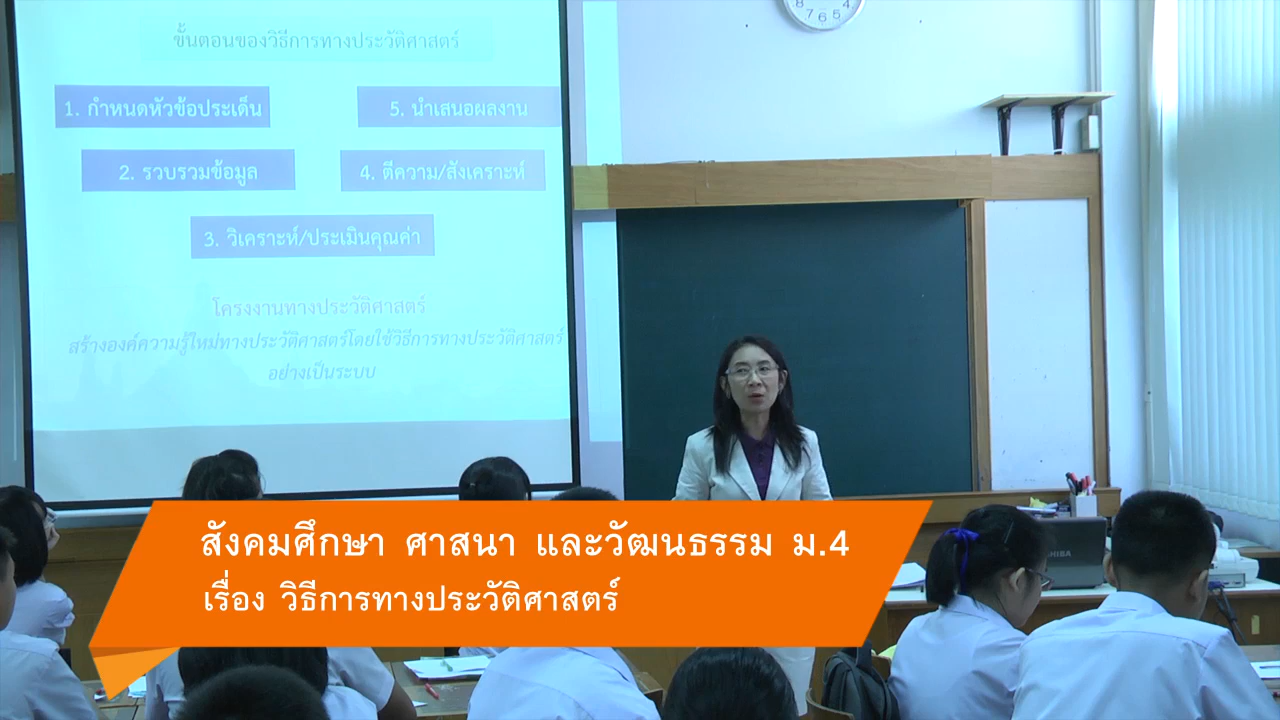 8 7 6 5 4
ขั้นตอนของวิธีการทางประวัติศาสตร์
1. กำหนดหัวข้อประเด็น
5. นำเสนอผลงาน
2. รวบรวมข้อมูล
4. ตีความ/สังเคราะห์
3. วิเคราะห์/ประเมินคุณค่า
โครงงานทางประวัติศาสตร์
สร้างองค์ความรู้ใหม่ทางประวัติศาสตร์โดยใช้วิธีการทางประวัติศาสตร์
อย่างเป็นระบบ
สังคมศึกษา ศาสนา และวัฒนธรรม ม.4
เรื่อง วิธีการทางประวัติศาสตร์